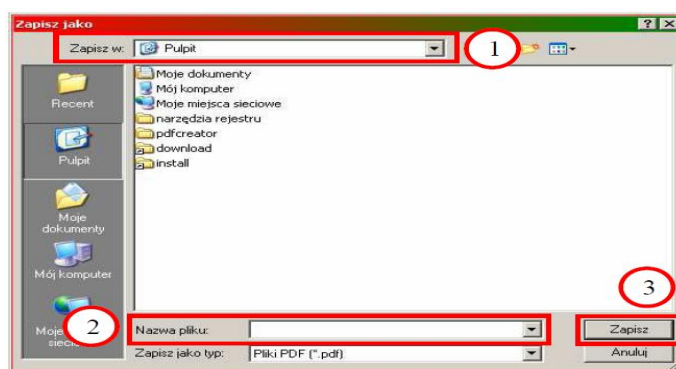 Zapisz jako
Zapisz w: Pulpit
1
Recent
Pulpit
Moje
dokumenty
Mój komputer
Moje
Moje dokumenty
Mój komputer
Moje miejsca sieciowe
narzędzia rejestru
pdfcreator
download
install
3
2
Nazwa pliku:
Zapisz
Zapisz jako typ: Pliki PDF (*.pdf)
Anuluj